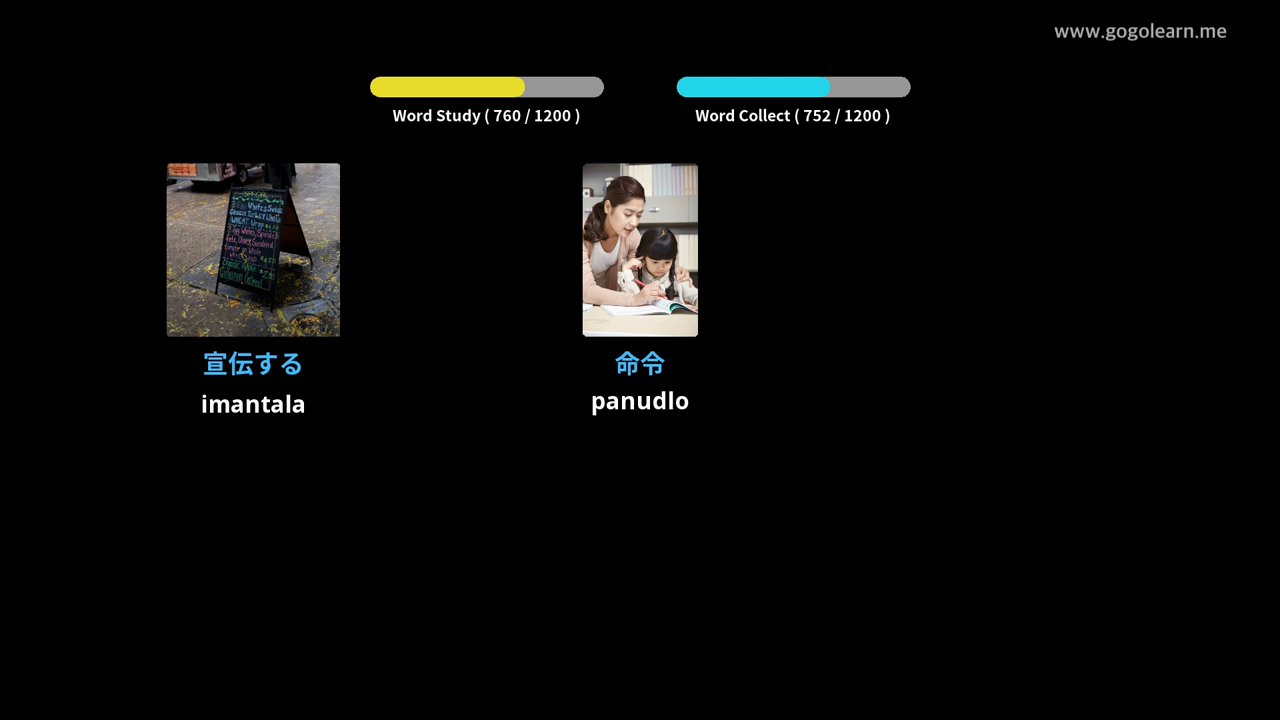 www.gogolearn.me
Word Study ( 760 / 1200 )
Word Collect ( 752 / 1200 )
宣伝する
命令
imantala
panudlo